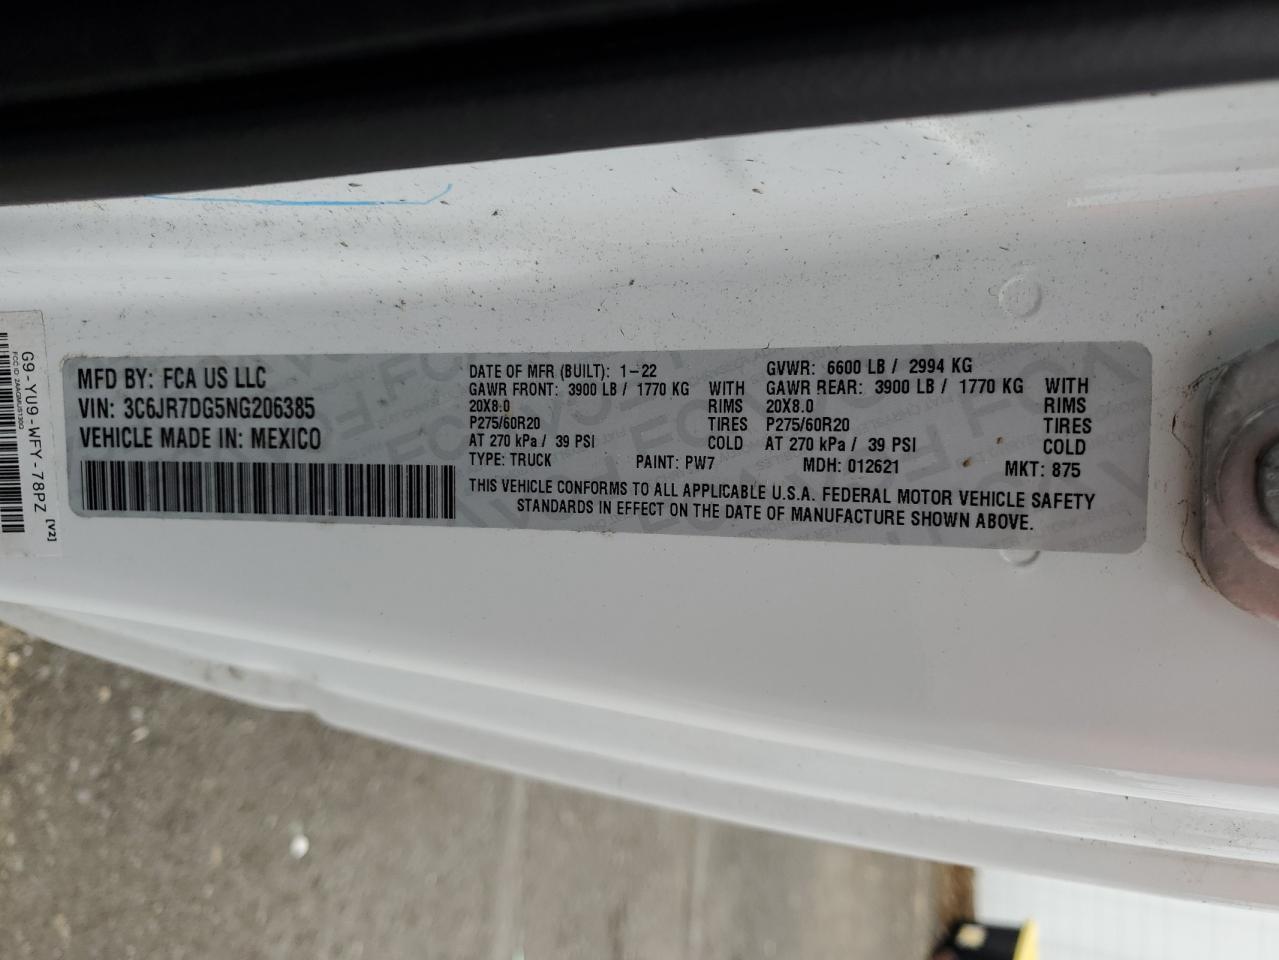 MFD BY: FCA US LLC
VIN: 3C6JR7DG5NG206385
VEHICLE MADE IN: MEXICO
DATE OF MFR (BUILT): 1-22 GVWR: 6600 LB / 2994 KG
GAWR FRONT: 3900 LB / 1770 KG WITH GAWR REAR: 3900 LB / 1770 KG WITH
20X8.0 RIMS 20X8.0 RIMS
P275/60R20 TIRES P275/60R20 TIRES
AT 270 kPa / 39 PSI COLD AT 270 kPa / 39 PSI COLD
TYPE: TRUCK PAINT: PW7 MDH: 012621 MKT: 875
THIS VEHICLE CONFORMS TO ALL APPLICABLE U.S.A. FEDERAL MOTOR VEHICLE SAFETY
STANDARDS IN EFFECT ON THE DATE OF MANUFACTURE SHOWN ABOVE.
G9-YU9-WFY-78PZ [V2]